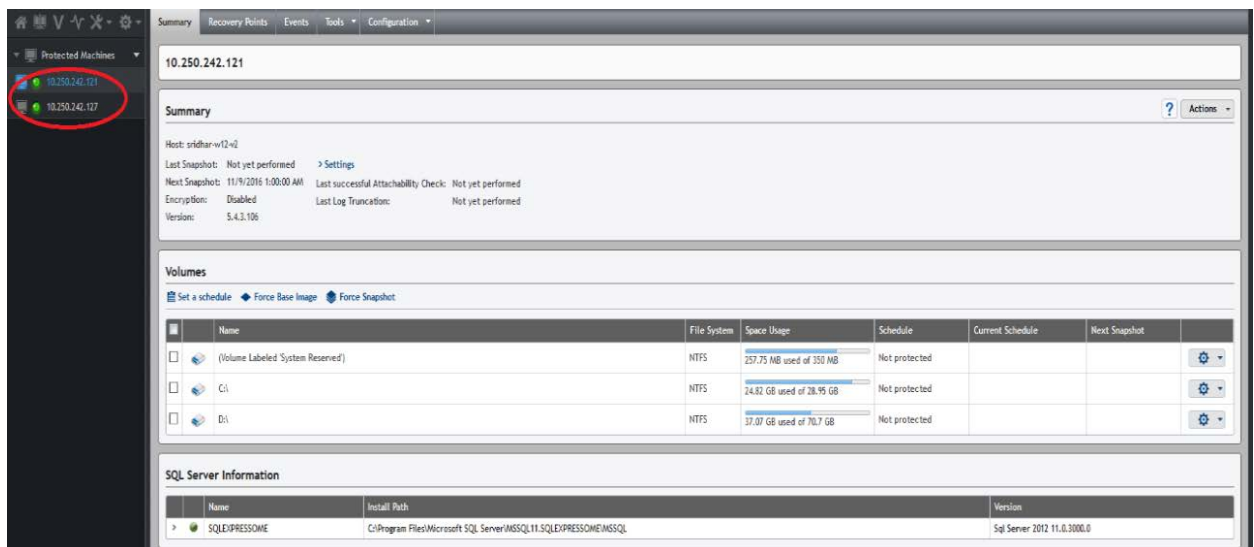 Summary Recovery Points Events Tools Configuration
Protected Machines
10.250.242.121
10.250.242.127
10.250.242.121
Summary
Actions
Host: sridhar-w12-v2
Last Snapshot: Not yet performed > Settings
Next Snapshot: 11/9/2016 1:00:00 AM Last successful Attachability Check: Not yet performed
Encryption: Disabled Last Log Truncation: Not yet performed
Version: 5.4.3.106
Volumes
Set a schedule Force Base Image Force Snapshot
Name File System Space Usage Schedule Current Schedule Next Snapshot
(Volume Labeled 'System Reserved') NTFS 257.75 MB used of 350 MB Not protected
C:\ NTFS 24.82 GB used of 28.95 GB Not protected
D:\ NTFS 37.07 GB used of 70.7 GB Not protected
SQL Server Information
Name Install Path Version
SQLEXPRESSOME C:\Program Files\Microsoft SQL Server\MSSQL11.SQLEXPRESSOME\MSSQL Sql Server 2012 11.0.3000.0